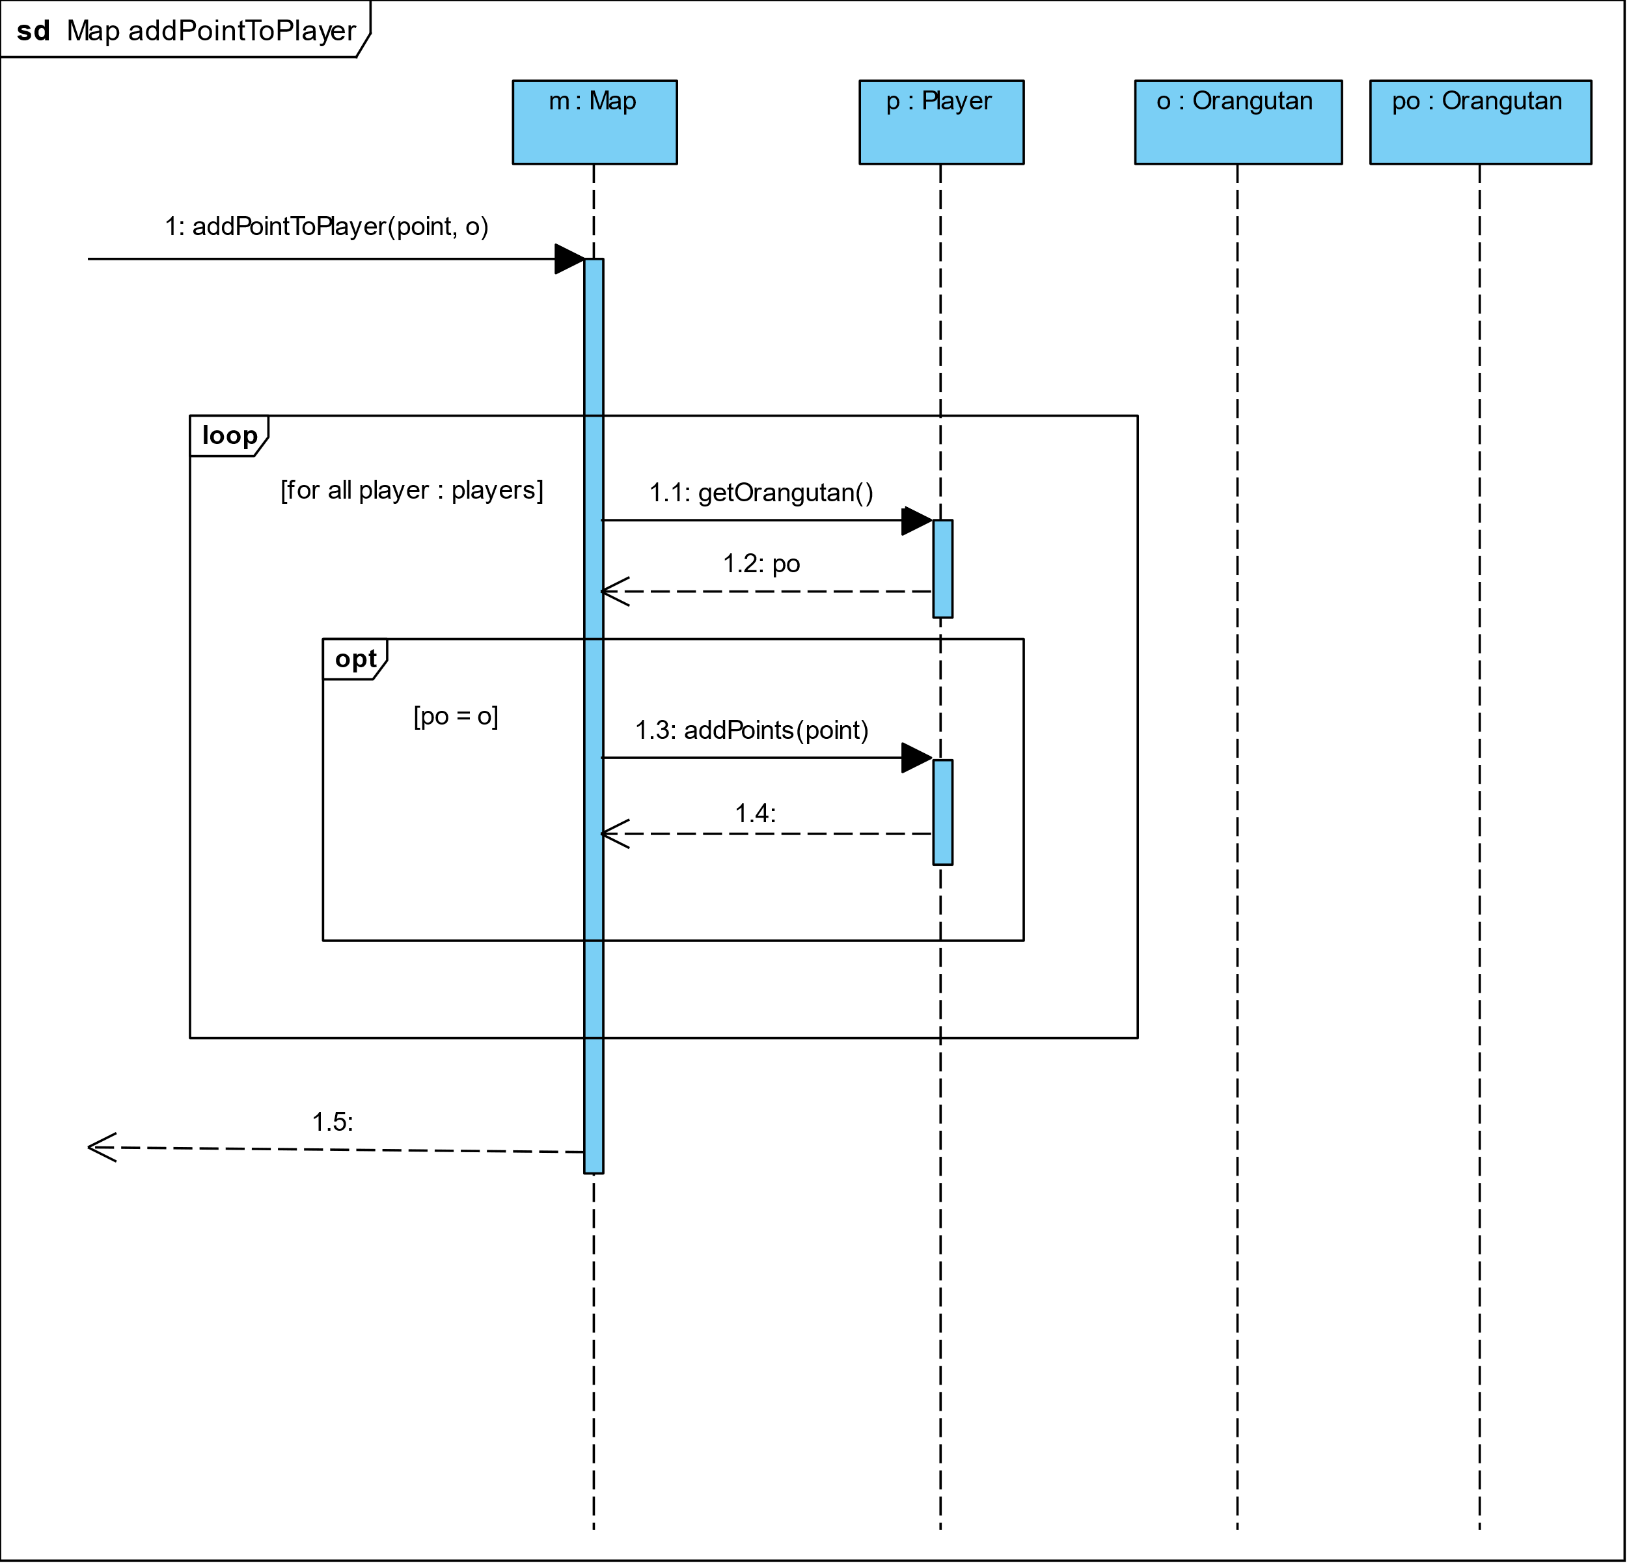 sd Map addPointToPlayer
m : Map
p : Player
o : Orangutan
po : Orangutan
1: addPointToPlayer(point, o)
loop
[for all player : players]
1.1: getOrangutan()
1.2: po
opt
[po = o]
1.3: addPoints(point)
1.4:
1.5: